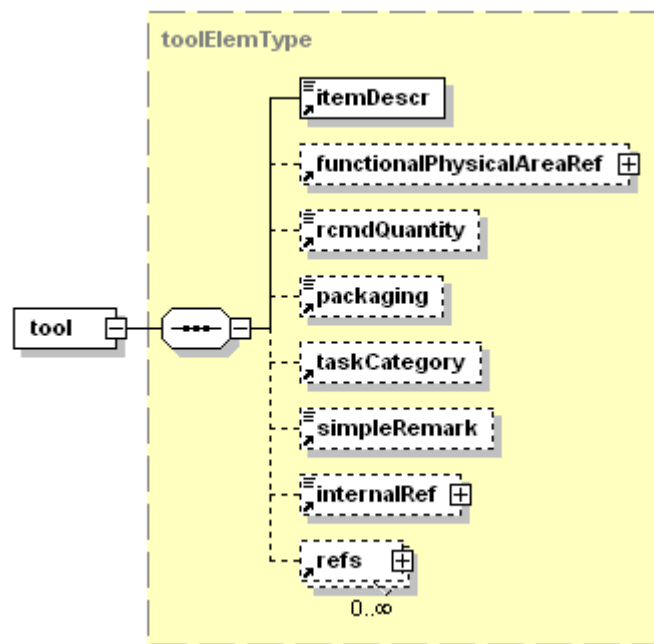 toolElemType
itemDescr
functionalPhysicalAreaRef
rcmdQuantity
packaging
tool
taskCategory
simpleRemark
internalRef
refs
0..∞